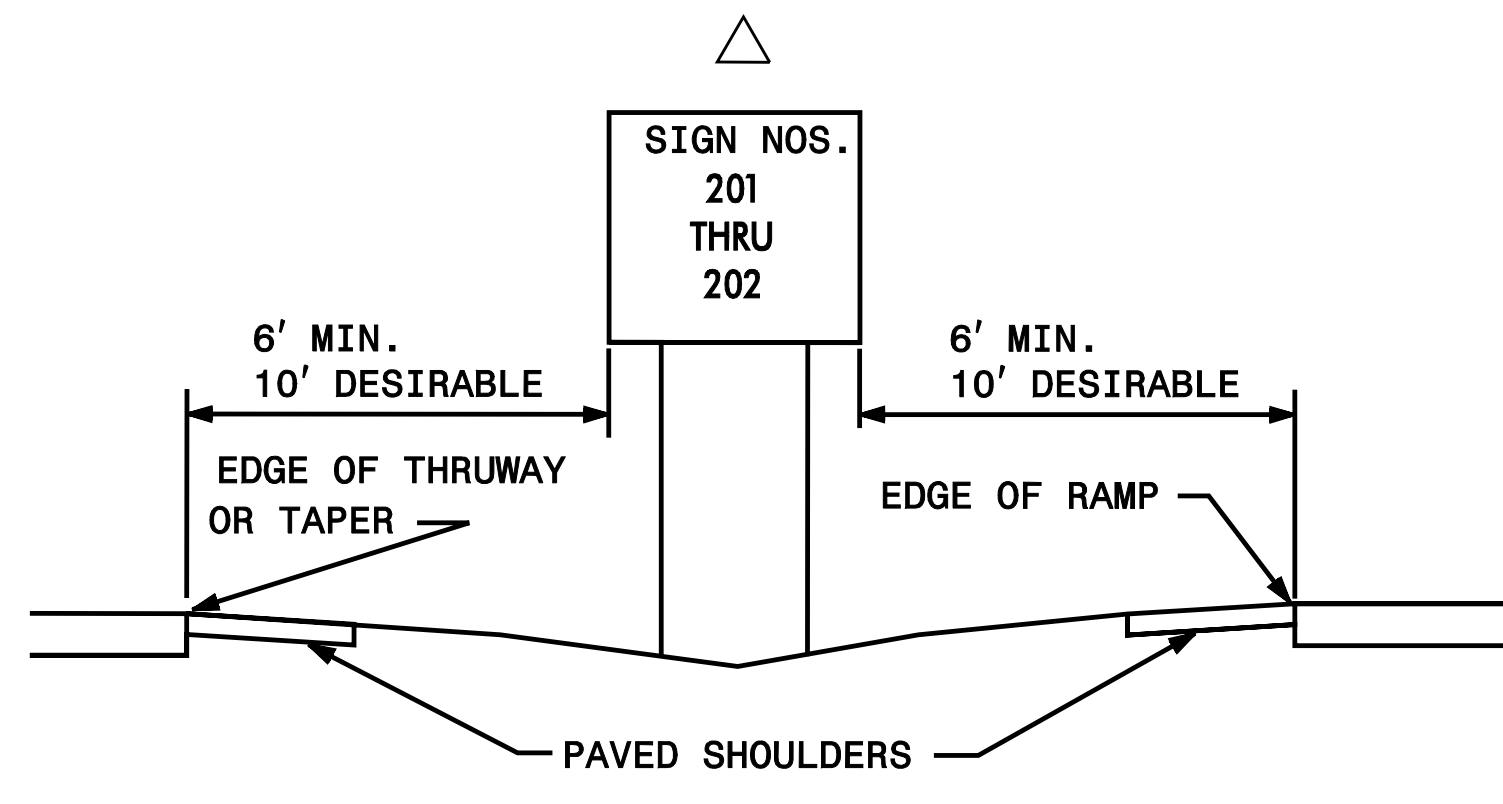 SIGN NOS.
201
THRU
202
6' MIN.
10' DESIRABLE
6' MIN.
10' DESIRABLE
EDGE OF THRUWAY
OR TAPER
EDGE OF RAMP
PAVED SHOULDERS